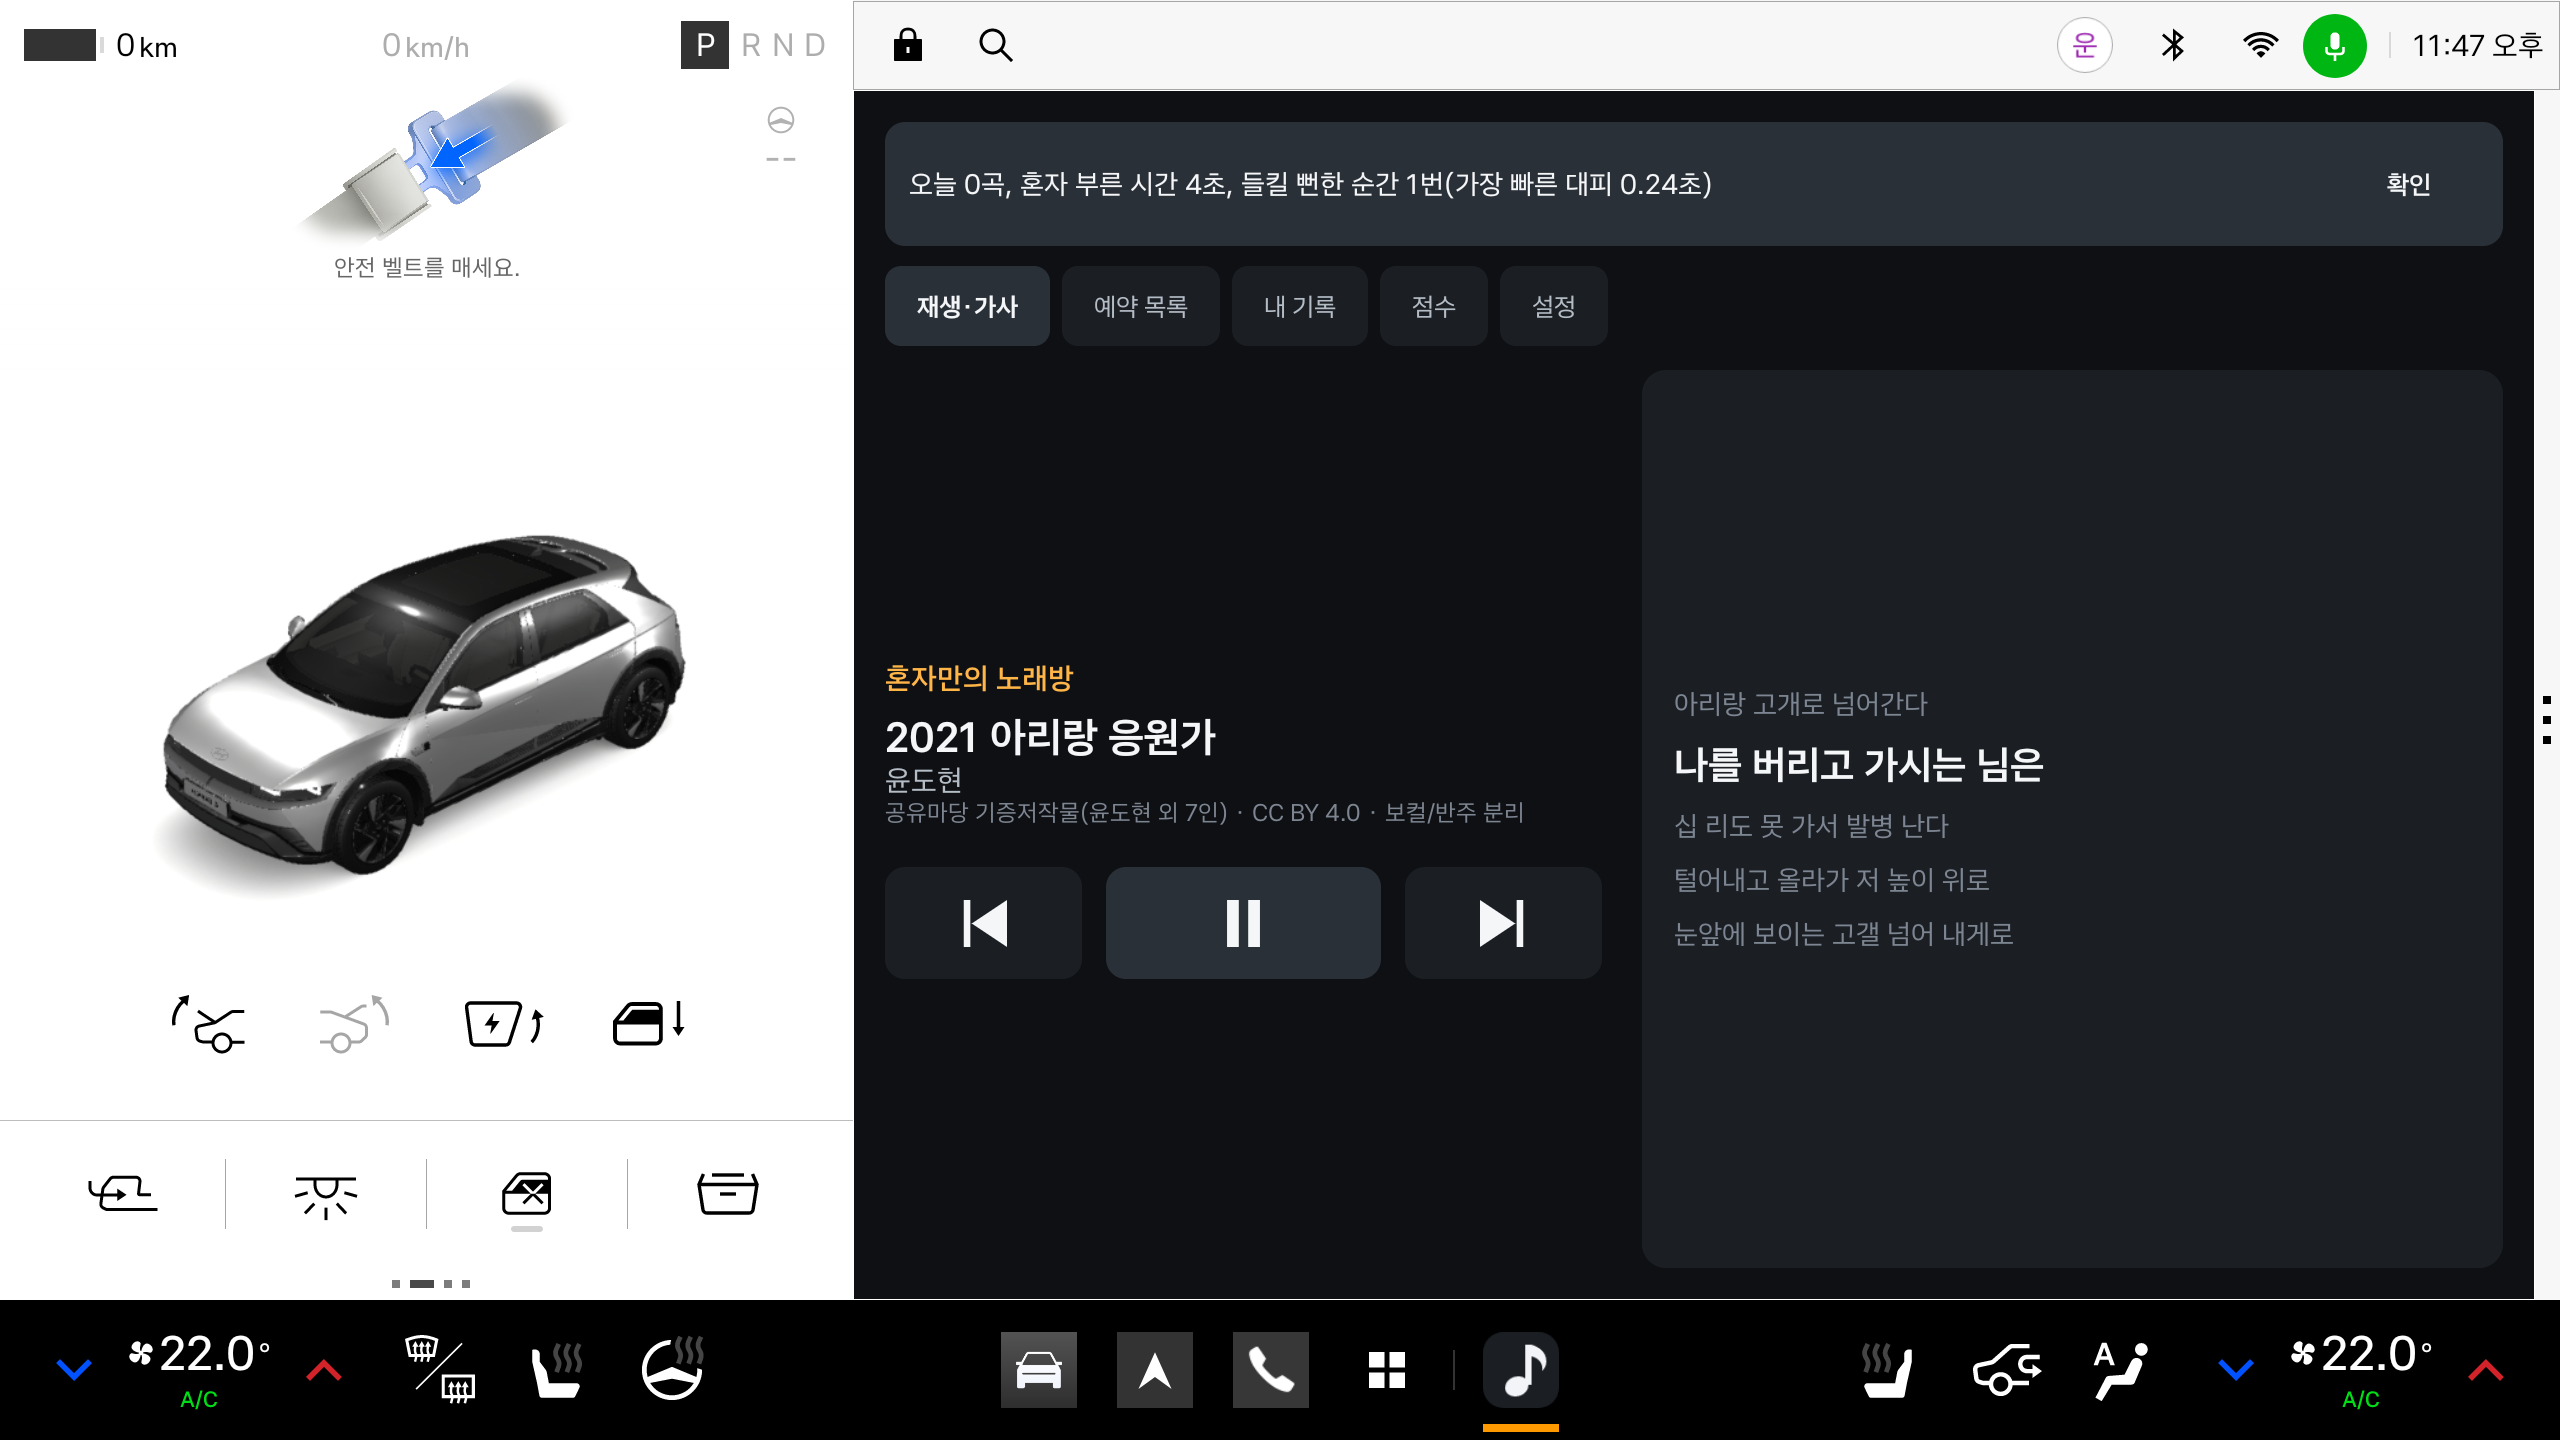 0 km
0 km/h
P R N D
운
11:47 오후
안전 벨트를 매세요.
오늘 0곡, 혼자 부른 시간 4초, 들킬 뻔한 순간 1번(가장 빠른 대피 0.24초)
확인
재생·가사
예약 목록
내 기록
점수
설정
혼자만의 노래방
2021 아리랑 응원가
윤도현
공유마당 기증저작물(윤도현 외 7인) · CC BY 4.0 · 보컬/반주 분리
아리랑 고개로 넘어간다
나를 버리고 가시는 님은
십 리도 못 가서 발병 난다
털어내고 올라가 저 높이 위로
눈앞에 보이는 고갤 넘어 내게로
22.0°
A/C
A
22.0°
A/C